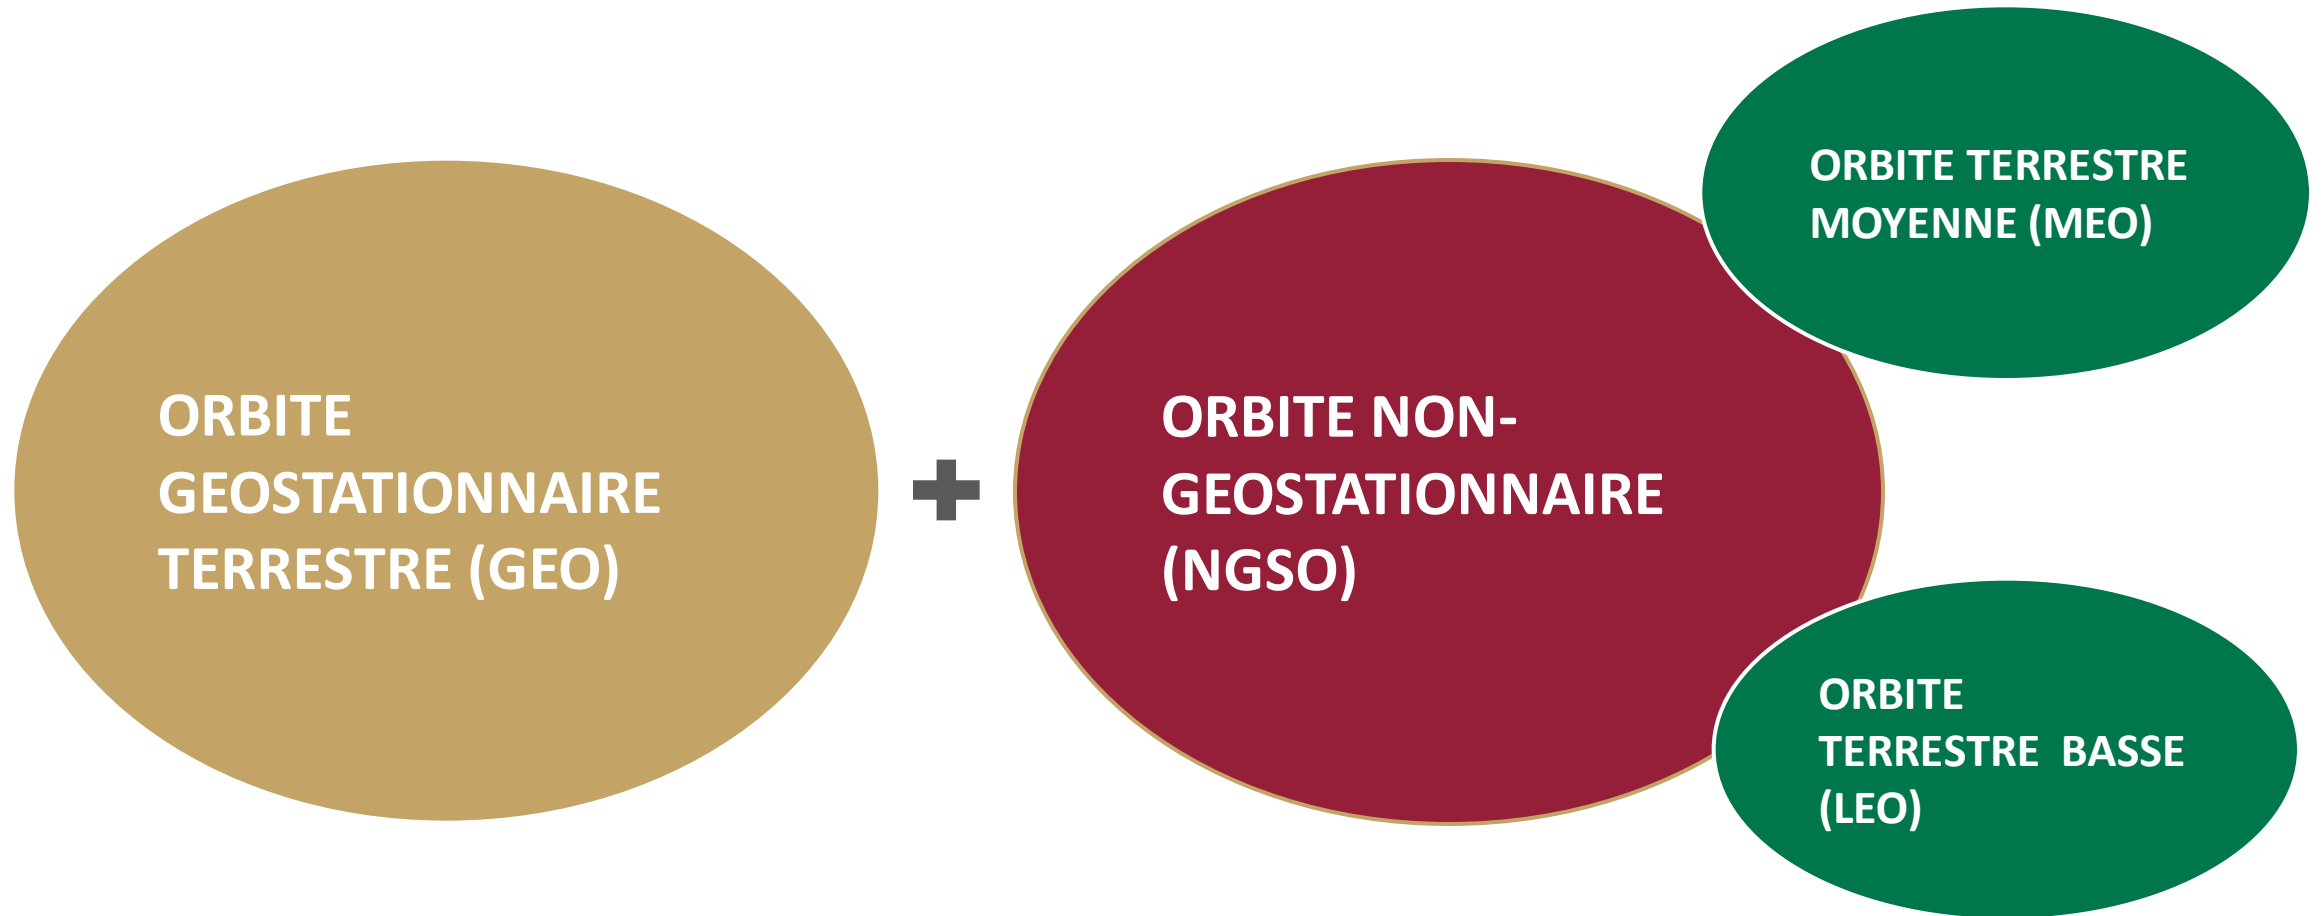 ORBITE
GEOSTATIONNAIRE
TERRESTRE (GEO)
ORBITE NON-
GEOSTATIONNAIRE
(NGSO)
ORBITE TERRESTRE
MOYENNE (MEO)
ORBITE
TERRESTRE  BASSE
(LEO)